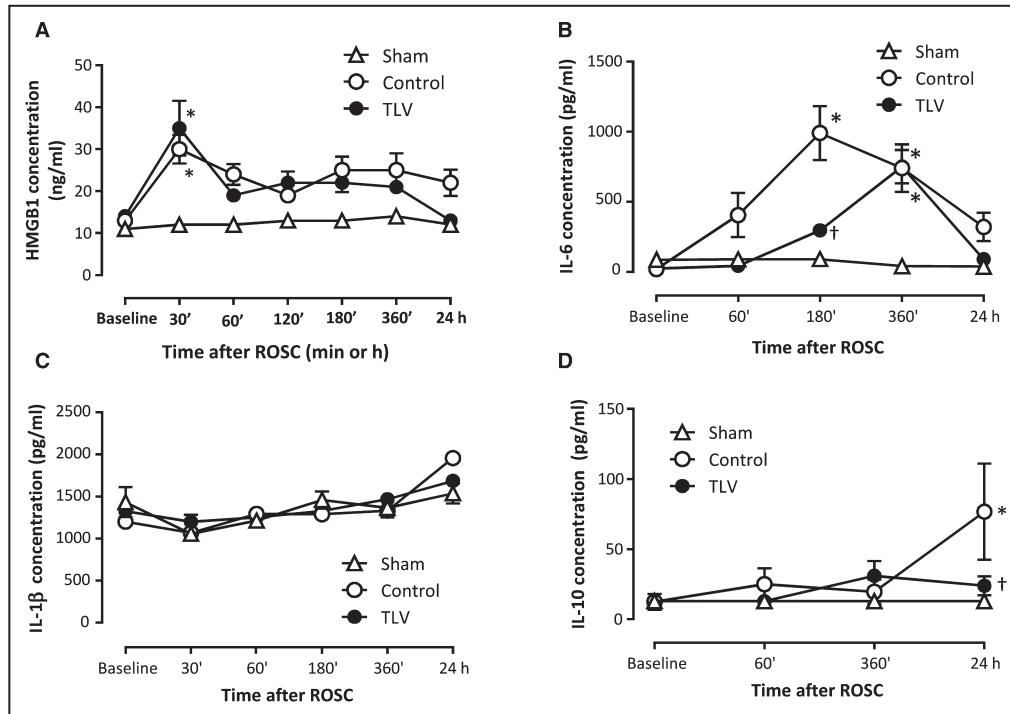 A
Sham
Control
TLV
HMGB1 concentration
(ng/ml)
50
40
30
20
10
0
*
*
Baseline 30’ 60’ 120’ 180’ 360’ 24 h
Time after ROSC (min or h)
B
Sham
Control
TLV
IL-6 concentration (pg/ml)
1500
1000
500
0
*
*
*
†
Baseline 60' 180' 360' 24 h
Time after ROSC
C
IL-1β concentration (pg/ml)
2500
2000
1500
1000
500
0
Sham
Control
TLV
Baseline 30' 60' 180' 360' 24 h
Time after ROSC
D
IL-10 concentration (pg/ml)
150
100
50
0
Sham
Control
TLV
*
†
Baseline 60' 360' 24 h
Time after ROSC